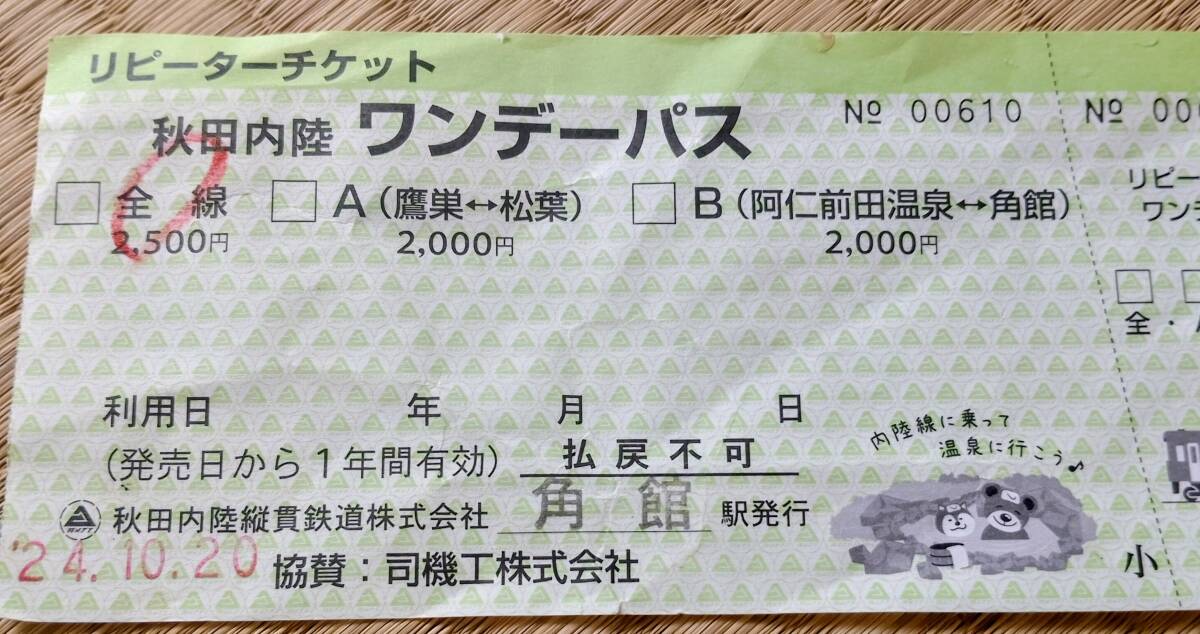 リピーターチケット
秋田内陸 ワンデーパス
№ 00610
全 線
2,500円
A（鷹巣↔松葉）
2,000円
B（阿仁前田温泉↔角館）
2,000円
利用日 年 月 日
(発売日から1年間有効)
払戻不可
秋田内陸縦貫鉄道株式会社
角 館 駅発行
'24.10.20
協賛：司機工株式会社
内陸線に乗って
温泉に行こう♪
№ 00
リピー
ワン
全・
小